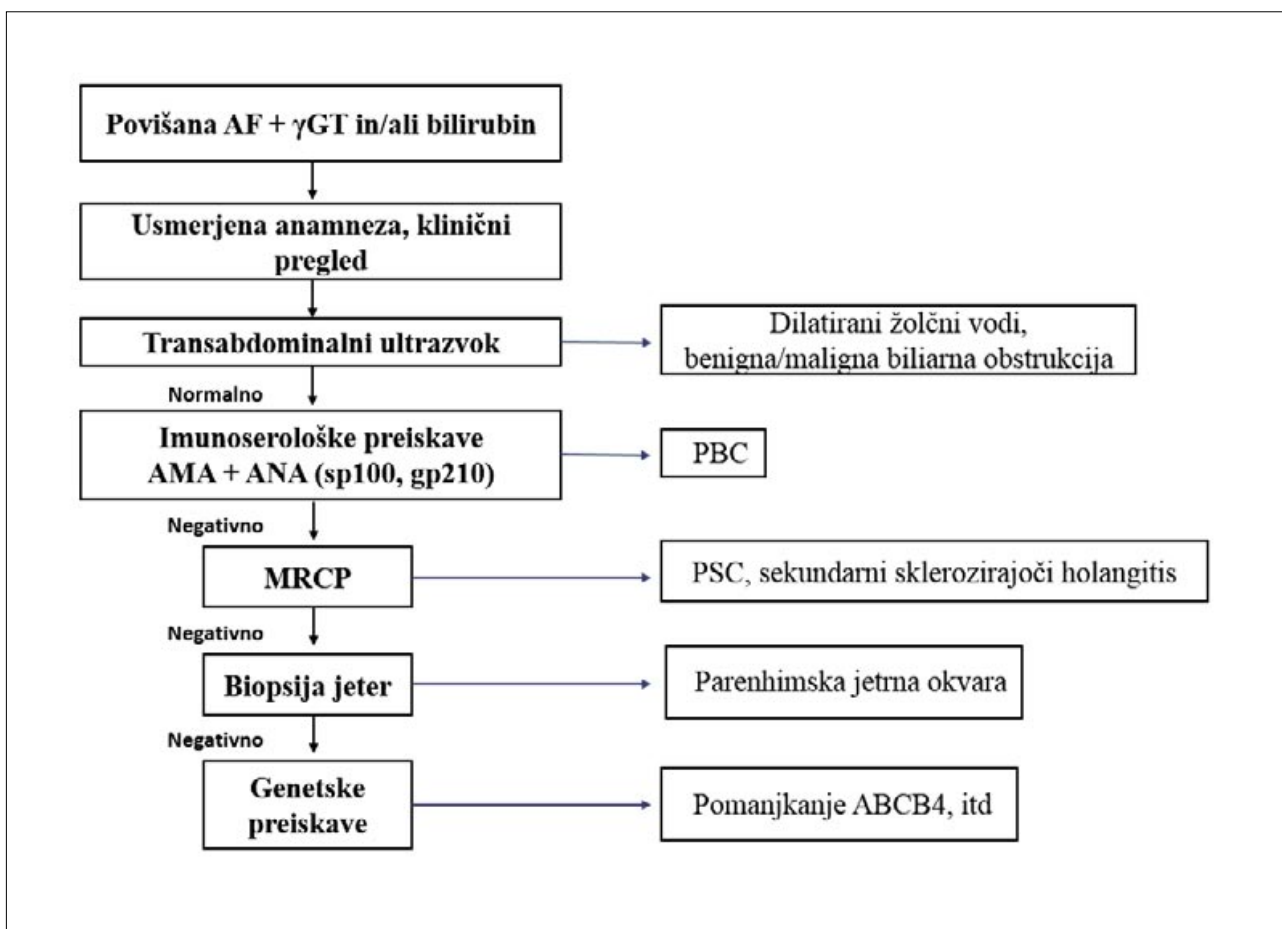 Povišana AF + γGT in/ali bilirubin
Usmerjena anamneza, klinični
pregled
Transabdominalni ultrazvok
Dilatirani žolčni vodi,
benigna/maligna biliarna obstrukcija
Normalno
Imunoserološke preiskave
AMA + ANA (sp100, gp210)
PBC
Negativno
MRCP
PSC, sekundarni sklerozirajoči holangitis
Negativno
Biopsija jeter
Parenhimska jetrna okvara
Negativno
Genetske
preiskave
Pomanjkanje ABCB4, itd